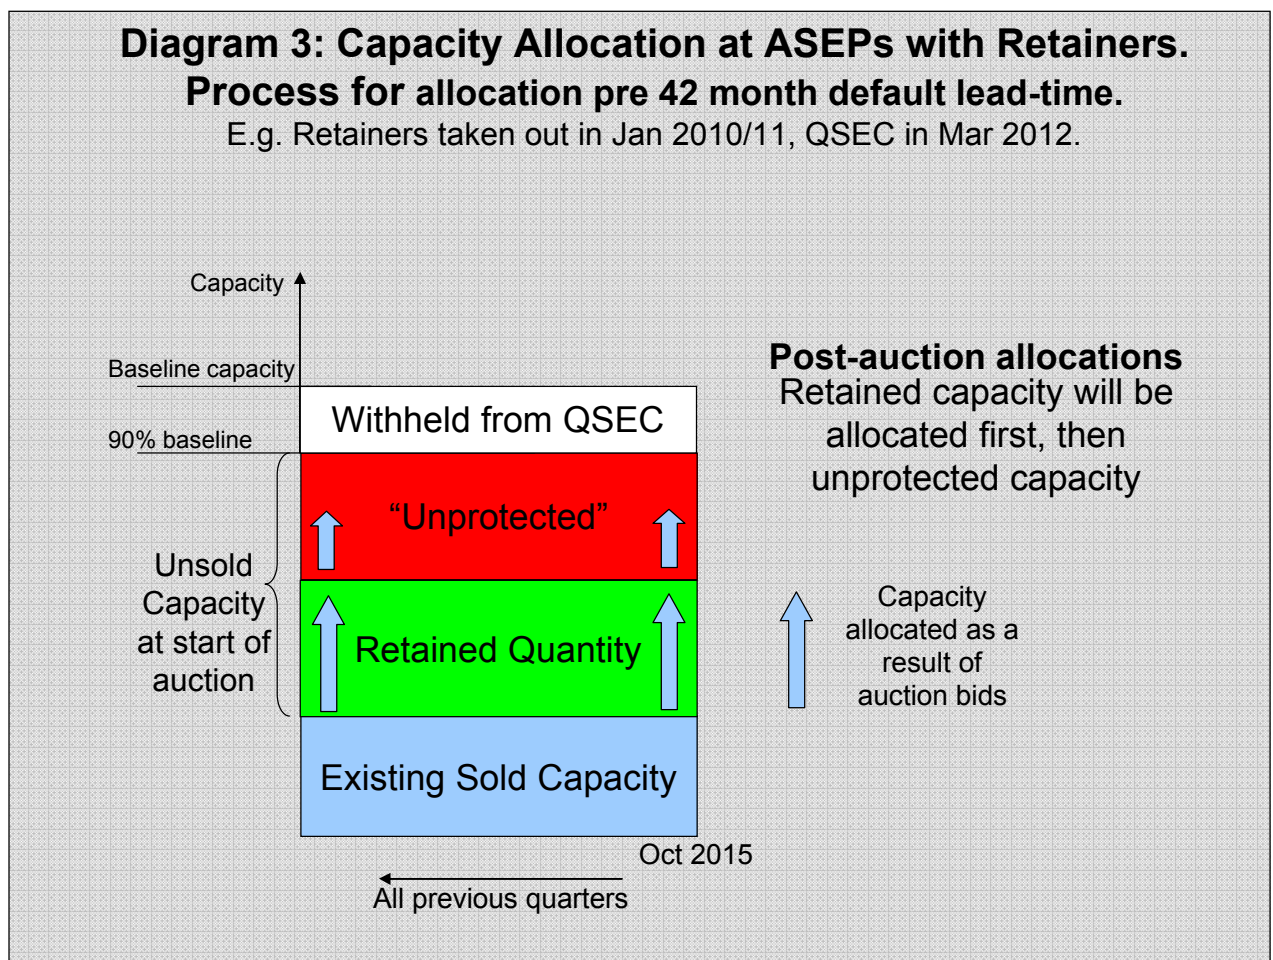 Diagram 3: Capacity Allocation at ASEPs with Retainers.
Process for allocation pre 42 month default lead-time.
E.g. Retainers taken out in Jan 2010/11, QSEC in Mar 2012.
Capacity
Baseline capacity
90% baseline
Withheld from QSEC
“Unprotected”
Retained Quantity
Existing Sold Capacity
Unsold
Capacity
at start of
auction
Oct 2015
All previous quarters
Post-auction allocations
Retained capacity will be
allocated first, then
unprotected capacity
Capacity
allocated as a
result of
auction bids